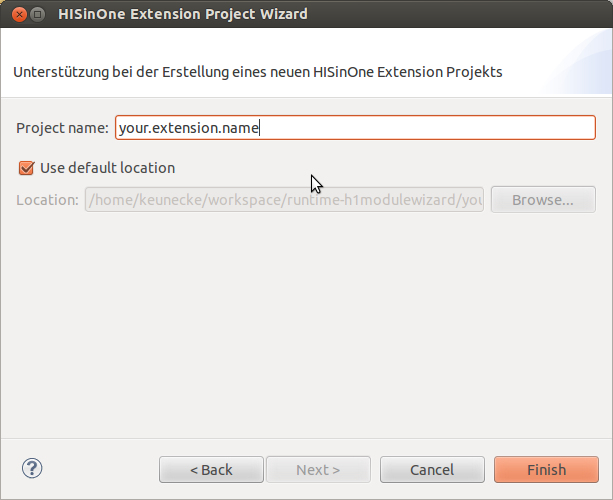 HISinOne Extension Project Wizard
Unterstützung bei der Erstellung eines neuen HISinOne Extension Projekts
Project name: your.extension.name
Use default location
Location: /home/keunecke/workspace/runtime-h1modulewizard/you Browse...
? < Back Next > Cancel Finish